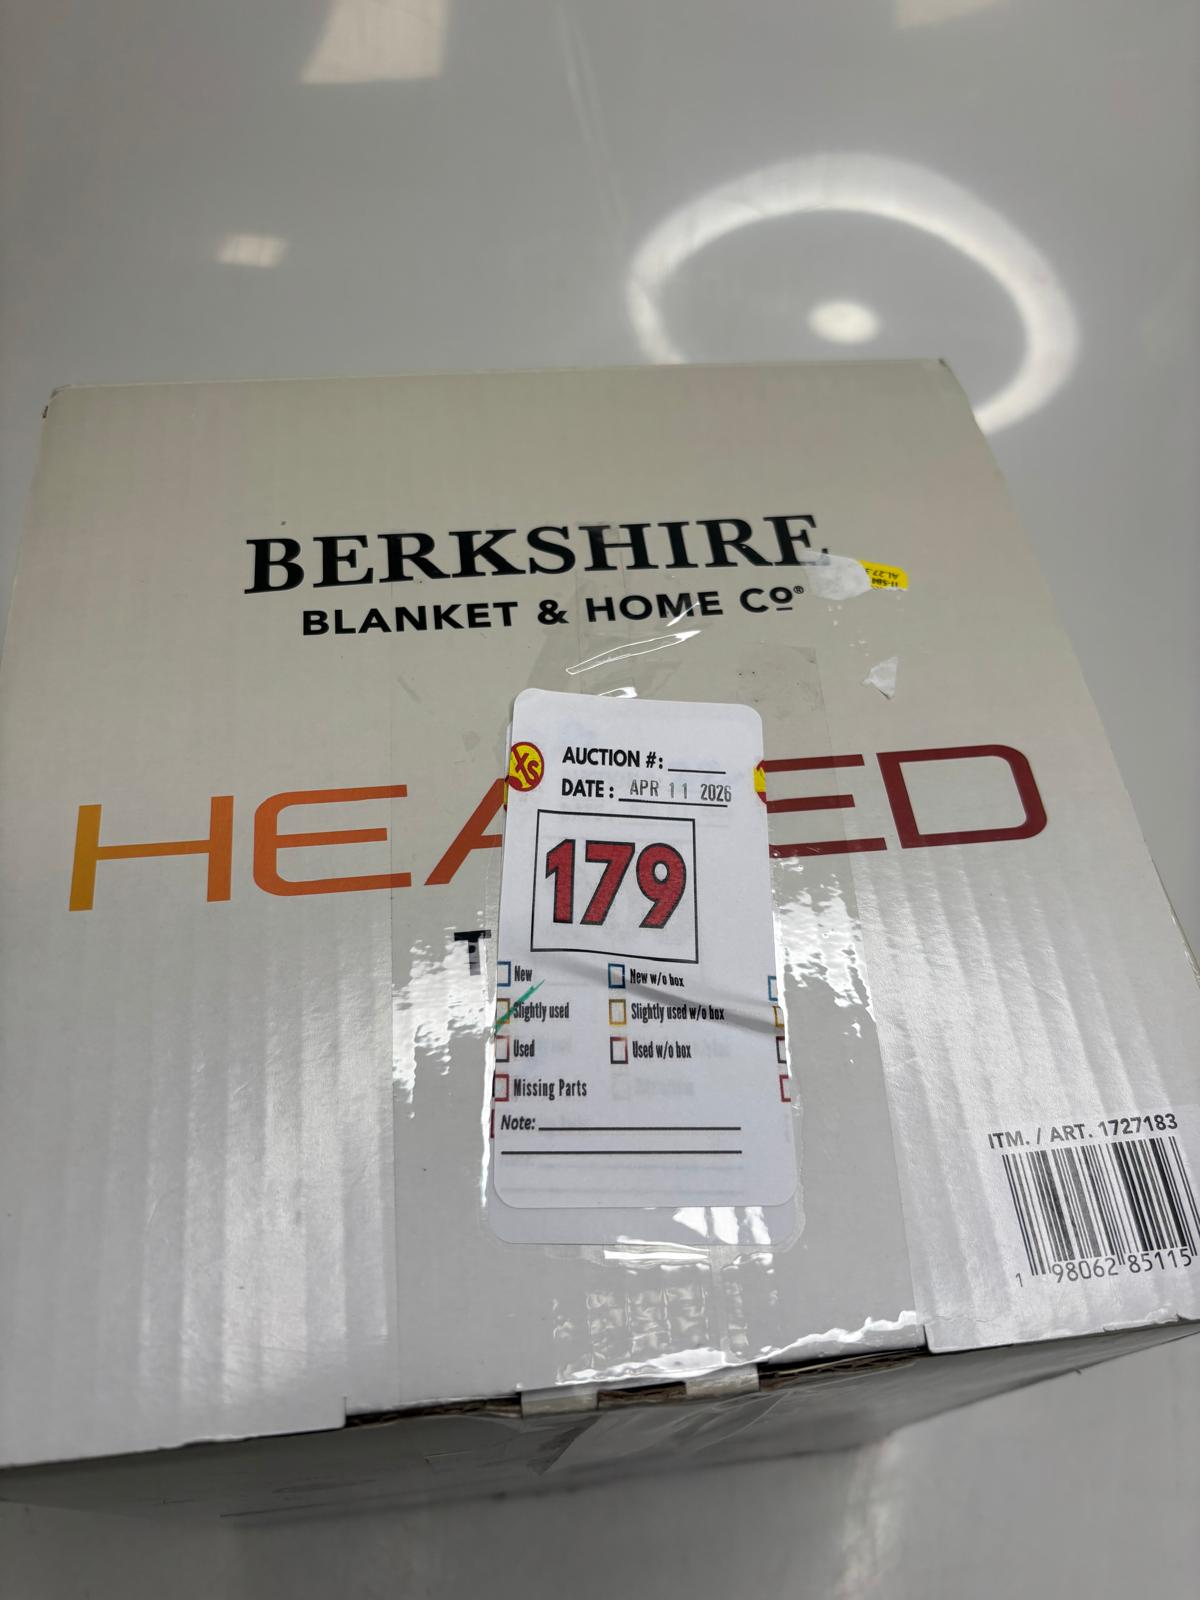 BERKSHIRE
BLANKET & HOME Cº®
HEA ED
T
XS
AUCTION #:
DATE: APR 11 2026
179
New
New w/o box
Slightly used
Slightly used w/o box
Used
Used w/o box
Missing Parts
Note:
ITM. / ART. 1727183
1 98062 85115